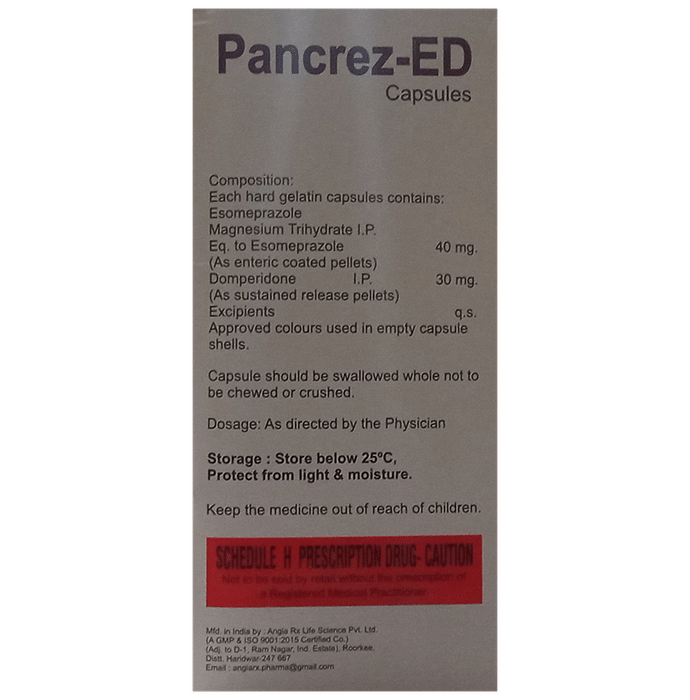 Pancrez-ED
Capsules
Composition:
Each hard gelatin capsules contains:
Esomeprazole
Magnesium Trihydrate I.P.
Eq. to Esomeprazole 40 mg.
(As enteric coated pellets)
Domperidone I.P. 30 mg.
(As sustained release pellets)
Excipients q.s.
Approved colours used in empty capsule
shells.
Capsule should be swallowed whole not to
be chewed or crushed.
Dosage: As directed by the Physician
Storage : Store below 25°C,
Protect from light & moisture.
Keep the medicine out of reach of children.
SCHEDULE H PRESCRIPTION DRUG- CAUTION
Not to be sold by retail without the prescription of
a Registered Medical Practitioner.
Mfd. in India by : Angia Rx Life Science Pvt. Ltd.
(A GMP & ISO 9001:2015 Certified Co.)
(Adj. to D-1, Ram Nagar, Ind. Estate), Roorkee.
Distt. Haridwar-247 667
Email : angiarx.pharma@gmail.com